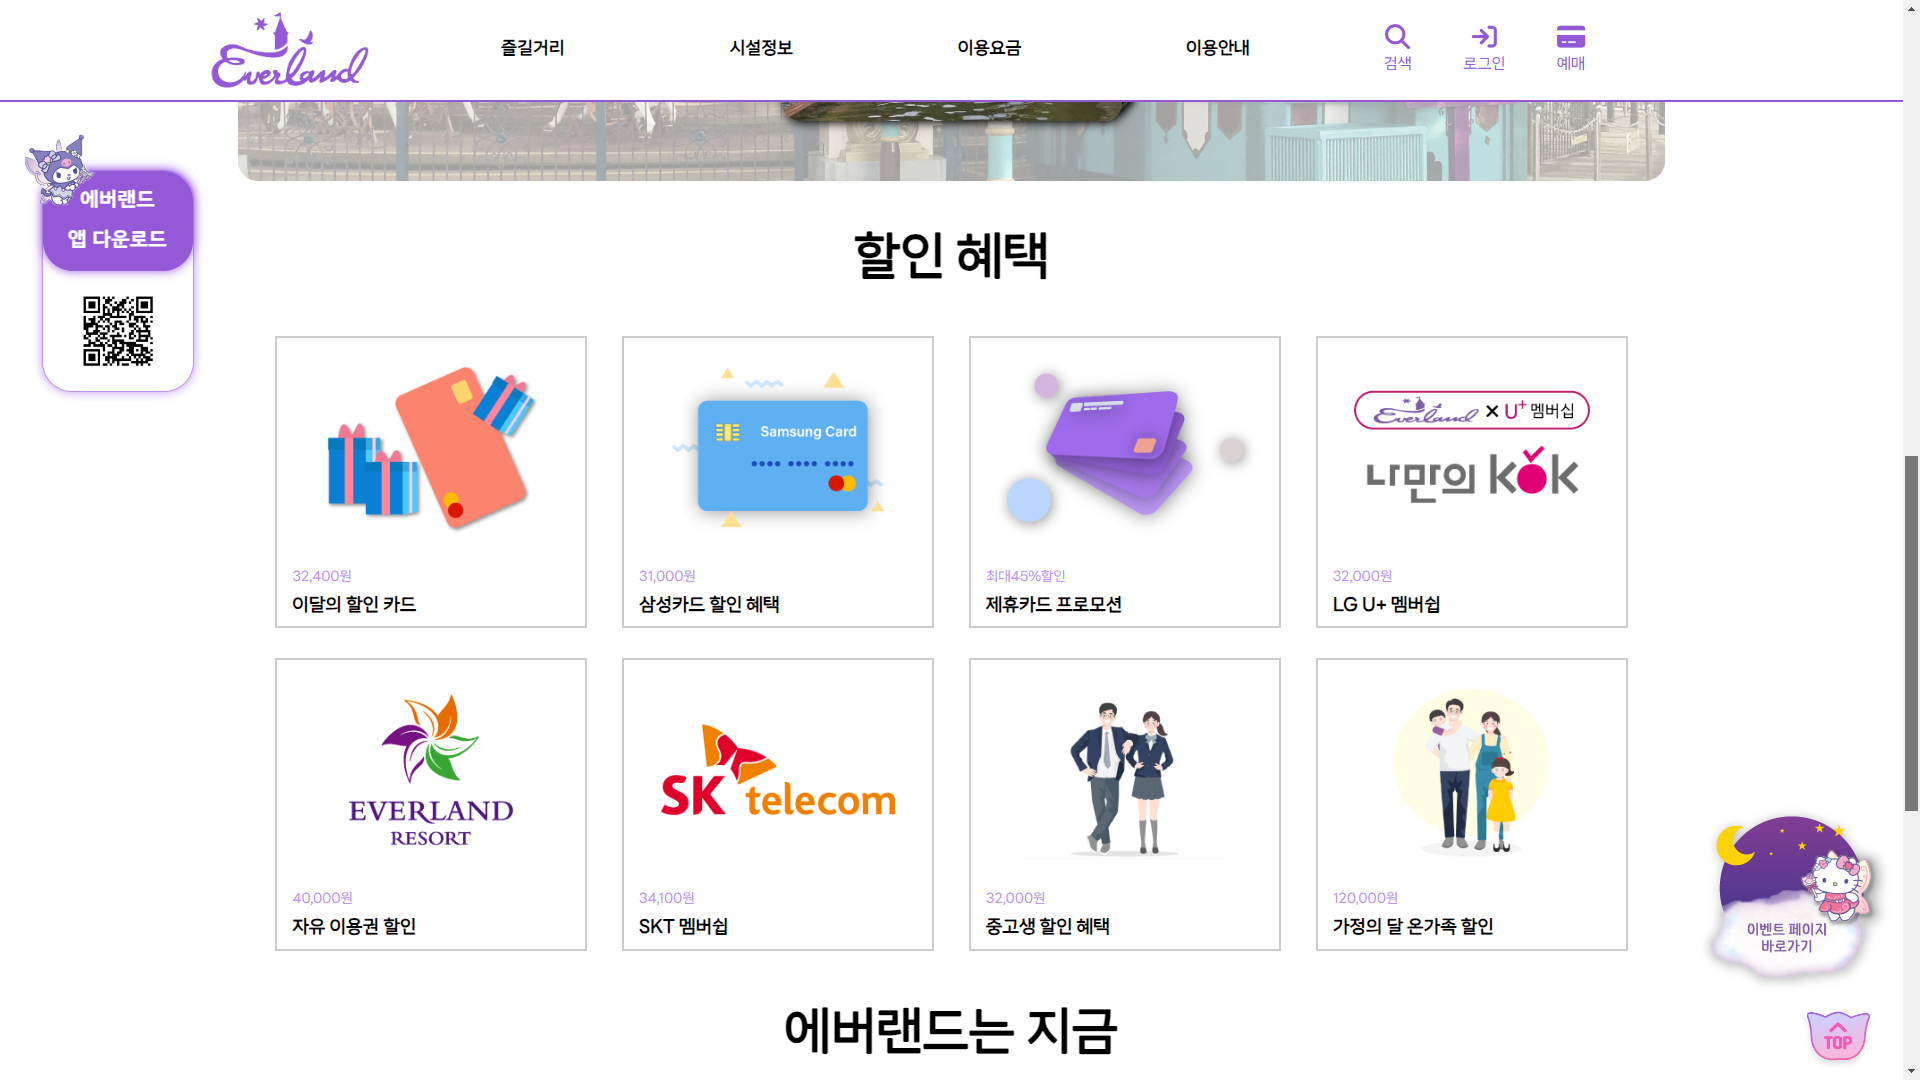 Everland
즐길거리
시설정보
이용요금
이용안내
검색
로그인
예매
에버랜드
앱 다운로드
할인 혜택
Samsung Card
Everland × U+ 멤버십
나만의 kok
32,400원
이달의 할인 카드
31,000원
삼성카드 할인 혜택
최대45%할인
제휴카드 프로모션
32,000원
LG U+ 멤버쉽
EVERLAND
RESORT
SK telecom
40,000원
자유 이용권 할인
34,100원
SKT 멤버쉽
32,000원
중고생 할인 혜택
120,000원
가정의 달 온가족 할인
이벤트 페이지
바로가기
에버랜드는 지금
TOP